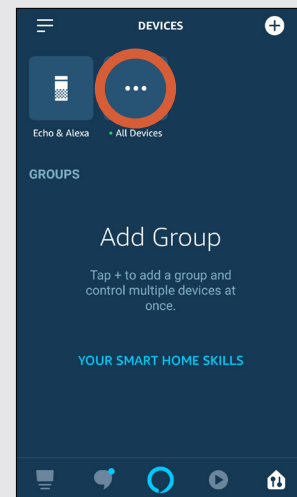 DEVICES
Echo & Alexa
• All Devices
GROUPS
Add Group
Tap + to add a group and
control multiple devices at
once.
YOUR SMART HOME SKILLS